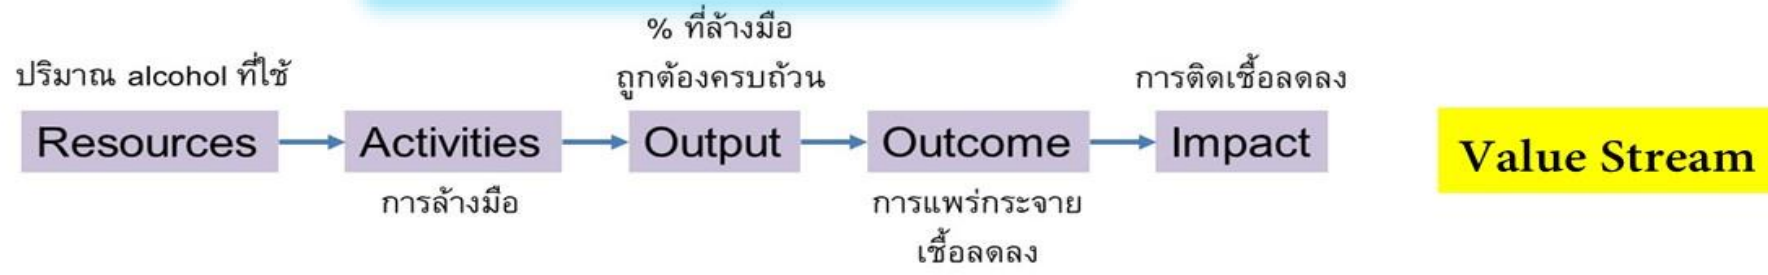 % ที่ล้างมือ
ถูกต้องครบถ้วน
ปริมาณ alcohol ที่ใช้
การติดเชื้อลดลง
Resources
Activities
Output
Outcome
Impact
Value Stream
การล้างมือ
การแพร่กระจาย
เชื้อลดลง